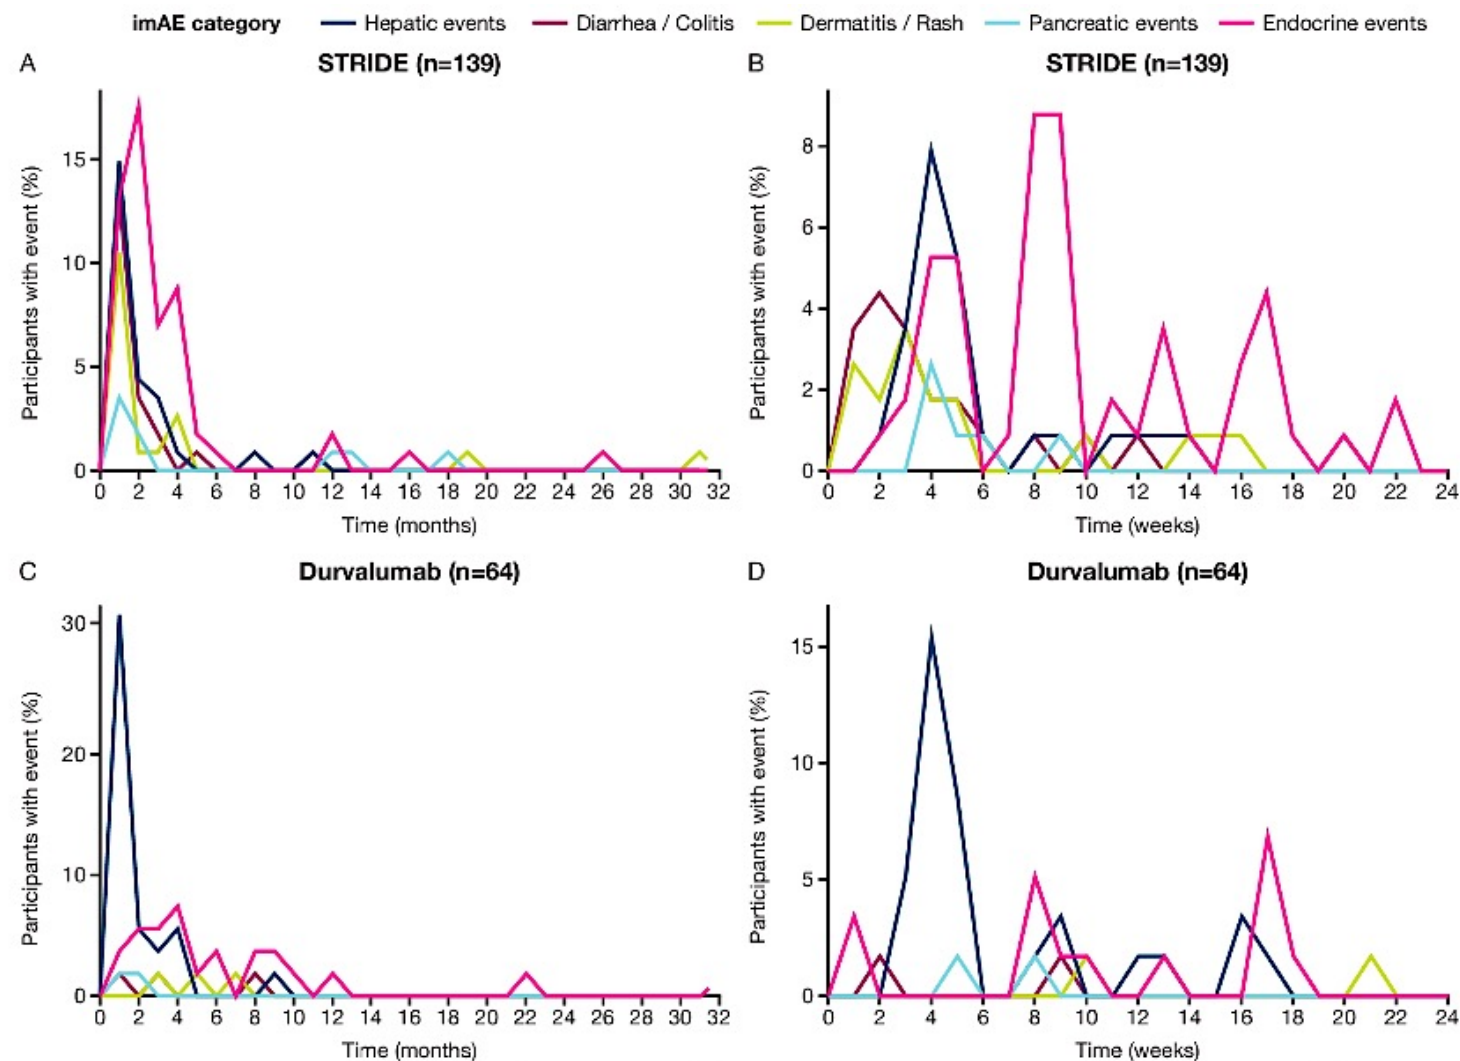 imAE category Hepatic events Diarrhea / Colitis Dermatitis / Rash Pancreatic events Endocrine events
A STRIDE (n=139)
Participants with event (%)
15
10
5
0
0 2 4 6 8 10 12 14 16 18 20 22 24 26 28 30 32
Time (months)
B STRIDE (n=139)
Participants with event (%)
8
6
4
2
0
0 2 4 6 8 10 12 14 16 18 20 22 24
Time (weeks)
C Durvalumab (n=64)
Participants with event (%)
30
20
10
0
0 2 4 6 8 10 12 14 16 18 20 22 24 26 28 30 32
Time (months)
D Durvalumab (n=64)
Participants with event (%)
15
10
5
0
0 2 4 6 8 10 12 14 16 18 20 22 24
Time (weeks)